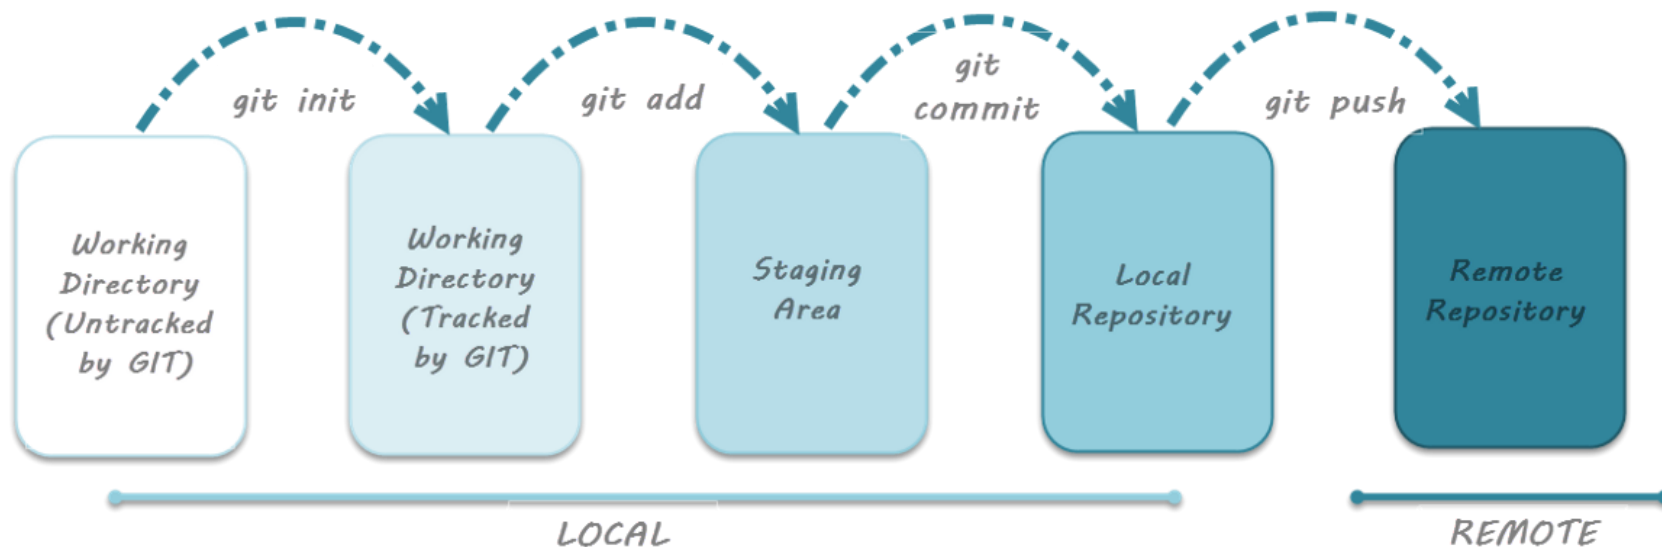 git init
git add
git
commit
git push
Working
Directory
(Untracked
by GIT)
Working
Directory
(Tracked
by GIT)
Staging
Area
Local
Repository
Remote
Repository
LOCAL
REMOTE